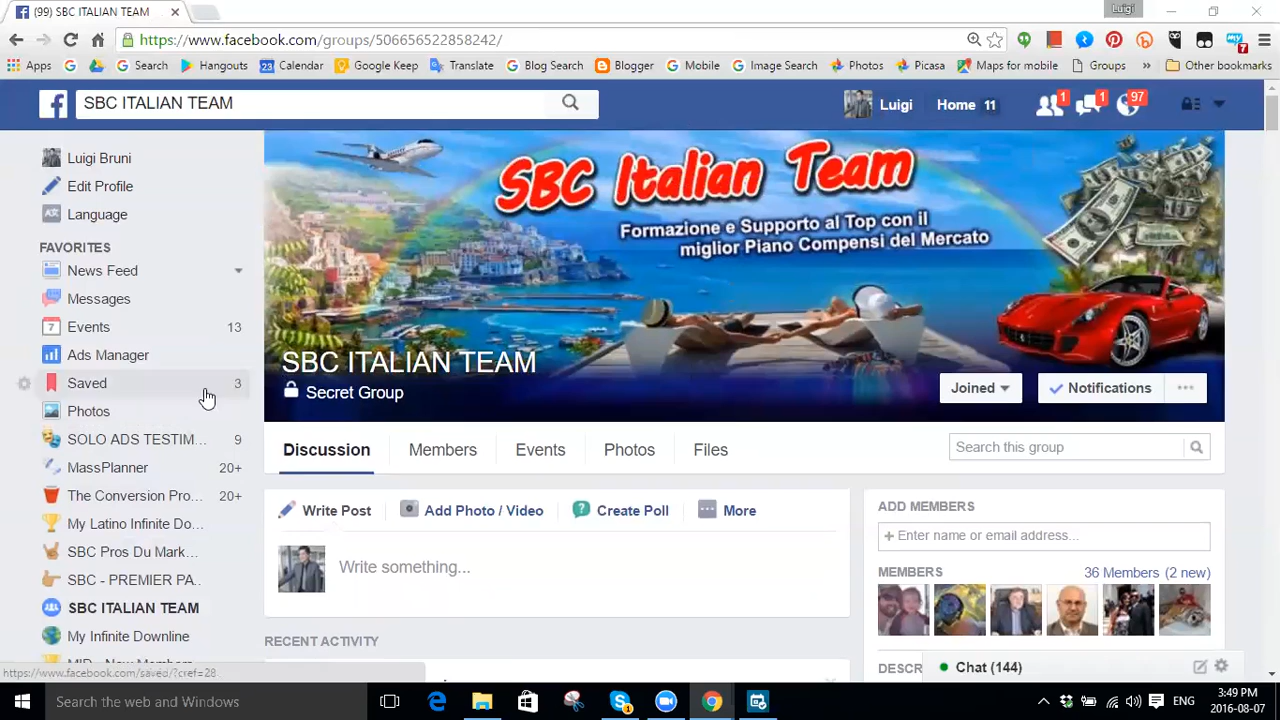 (99) SBC ITALIAN TEAM
Luigi
https://www.facebook.com/groups/506656522858242/
7
Apps
Search
Hangouts
23 Calendar
Google Keep
Translate
Blog Search
Blogger
Mobile
Image Search
Photos
Picasa
Maps for mobile
Groups
»
Other bookmarks
SBC ITALIAN TEAM
Luigi
Home 11
1
1
97
Luigi Bruni
Edit Profile
Language
FAVORITES
News Feed
Messages
7 Events 13
Ads Manager
Saved 3
Photos
SOLO ADS TESTIM... 9
MassPlanner 20+
The Conversion Pro... 20+
My Latino Infinite Do...
SBC Pros Du Mark...
SBC - PREMIER PA..
SBC ITALIAN TEAM
My Infinite Downline
https://www.facebook.com/saved/?cref=28
SBC Italian Team
Formazione e Supporto al Top con il
miglior Piano Compensi del Mercato
SBC ITALIAN TEAM
Secret Group
Joined
Notifications
Discussion
Members
Events
Photos
Files
Search this group
Write Post
Add Photo / Video
Create Poll
More
Write something...
RECENT ACTIVITY
ADD MEMBERS
+ Enter name or email address...
MEMBERS
36 Members (2 new)
DESCR
Chat (144)
Search the web and Windows
ENG
3:49 PM
2016-08-07